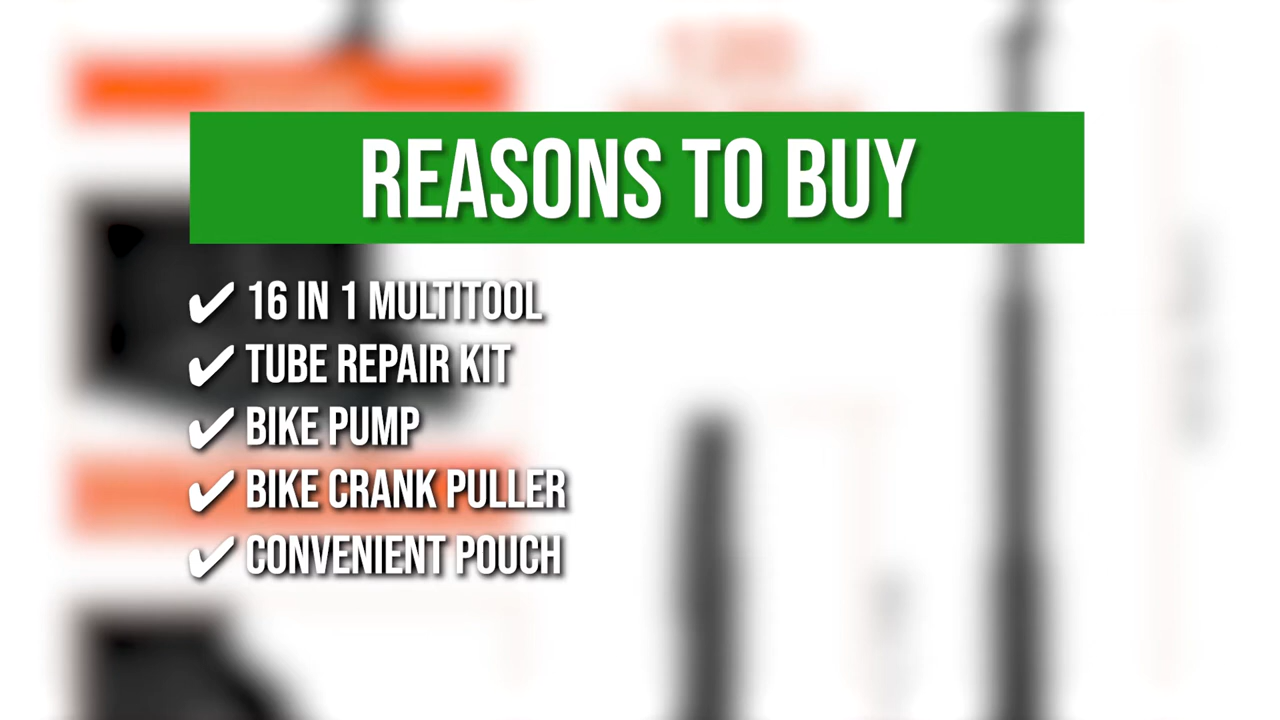 REASONS TO BUY
✔ 16 IN 1 MULTITOOL
✔ TUBE REPAIR KIT
✔ BIKE PUMP
✔ BIKE CRANK PULLER
✔ CONVENIENT POUCH